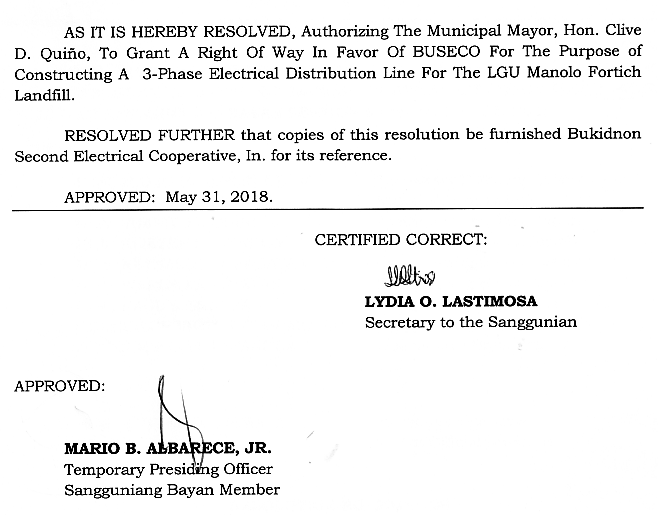 AS IT IS HEREBY RESOLVED, Authorizing The Municipal Mayor, Hon. Clive
D. Quiño, To Grant A Right Of Way In Favor Of BUSECO For The Purpose of
Constructing A 3-Phase Electrical Distribution Line For The LGU Manolo Fortich
Landfill.
RESOLVED FURTHER that copies of this resolution be furnished Bukidnon
Second Electrical Cooperative, In. for its reference.
APPROVED: May 31, 2018.
CERTIFIED CORRECT:
LYDIA O. LASTIMOSA
Secretary to the Sanggunian
APPROVED:
MARIO B. ALBARECE, JR.
Temporary Presiding Officer
Sangguniang Bayan Member